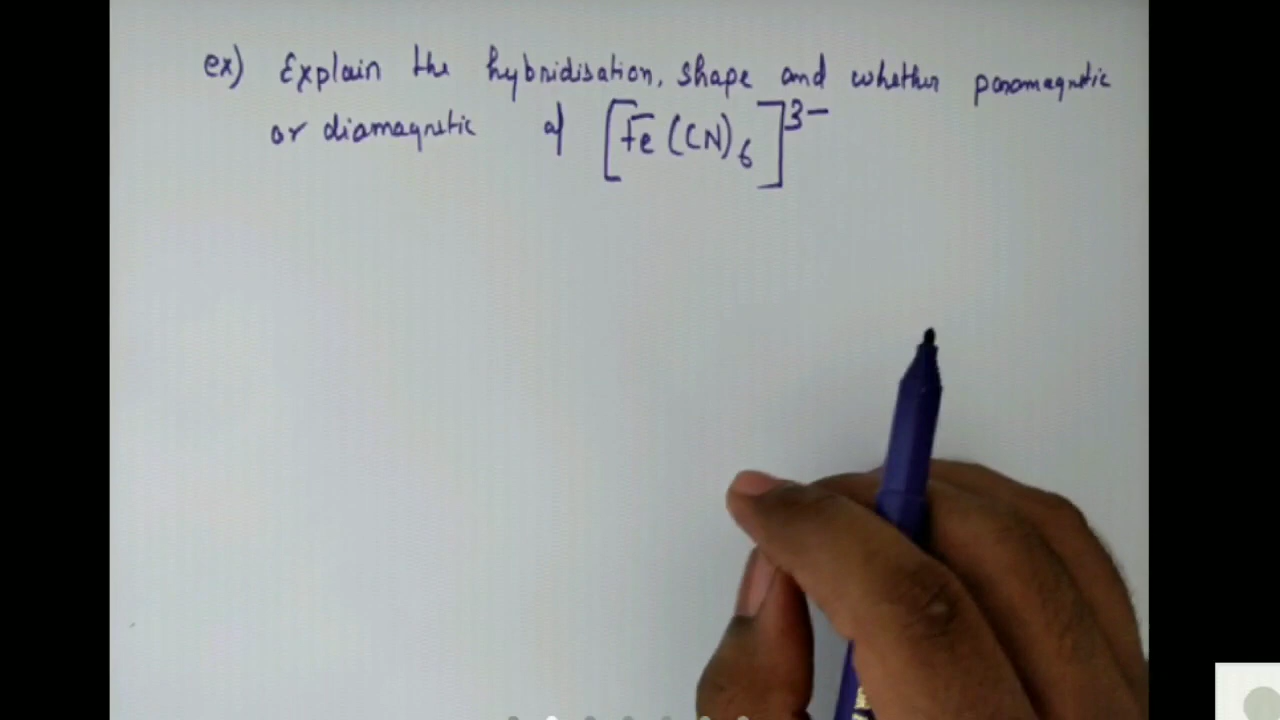 ex) Explain the hybridisation, shape and whether paramagnetic
or diamagnetic of [Fe(CN)₆]³⁻